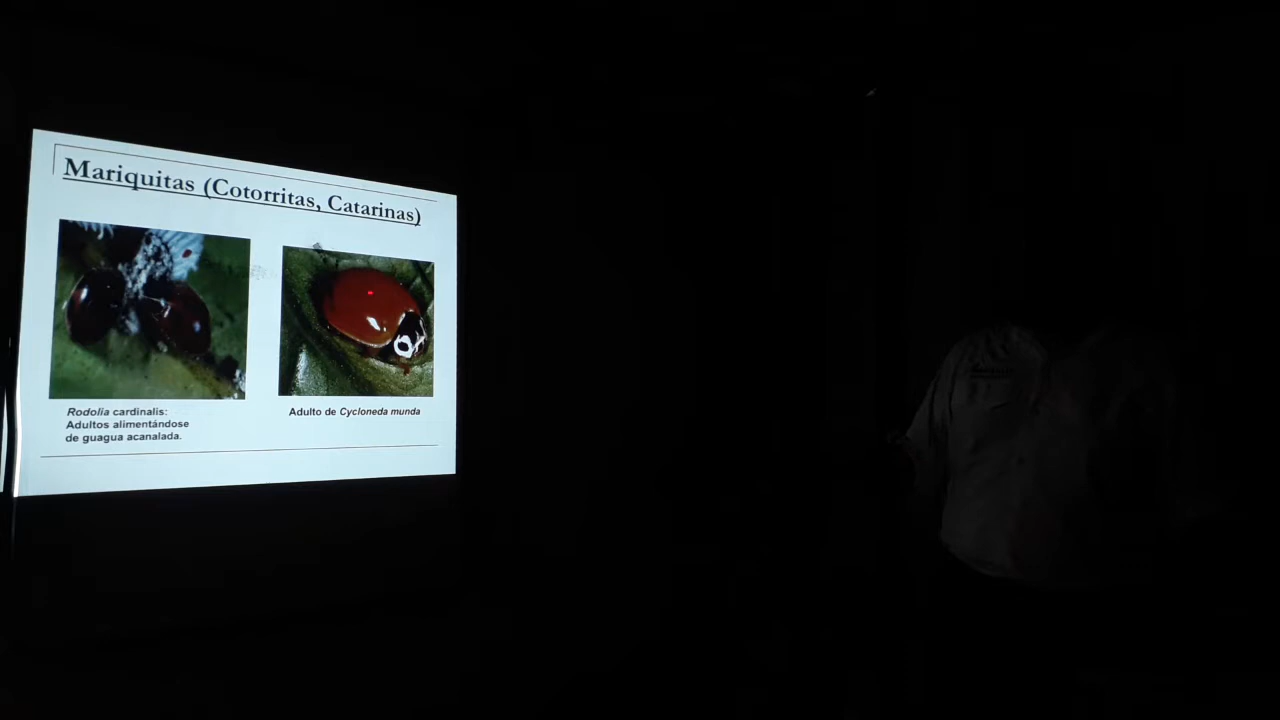 Mariquitas (Cotorritas, Catarinas)
Rodolia cardinalis:
Adultos alimentándose
de guagua acanalada.
Adulto de Cycloneda munda